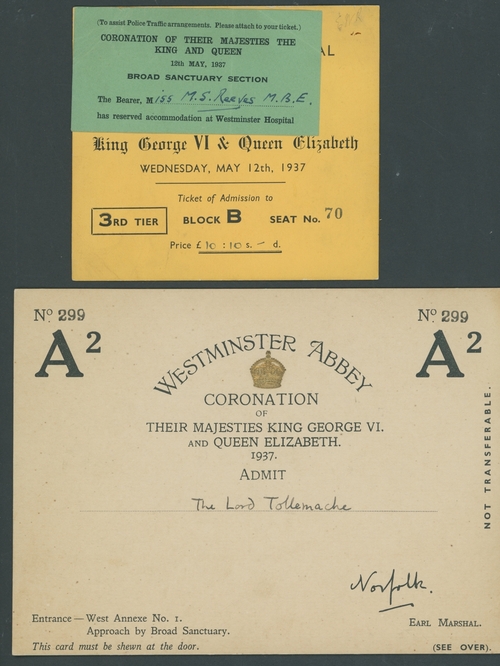 (To assist Police Traffic arrangements. Please attach to your ticket.)
CORONATION OF THEIR MAJESTIES THE
KING AND QUEEN
12th MAY, 1937
BROAD SANCTUARY SECTION
The Bearer, Miss M.S. Reeves M.B.E.
has reserved accommodation at Westminster Hospital
AL
King George VI & Queen Elizabeth
WEDNESDAY, MAY 12th, 1937
Ticket of Admission to
3RD TIER BLOCK B SEAT No. 70
Price £10 : 10 s. - d.
No 299 No 299
A2 A2
WESTMINSTER ABBEY
CORONATION
OF
THEIR MAJESTIES KING GEORGE VI.
AND QUEEN ELIZABETH.
1937.
ADMIT
The Lord Tollemache
NOT TRANSFERABLE.
Norfolk.
EARL MARSHAL.
Entrance — West Annexe No. 1.
Approach by Broad Sanctuary.
This card must be shewn at the door.
(SEE OVER).